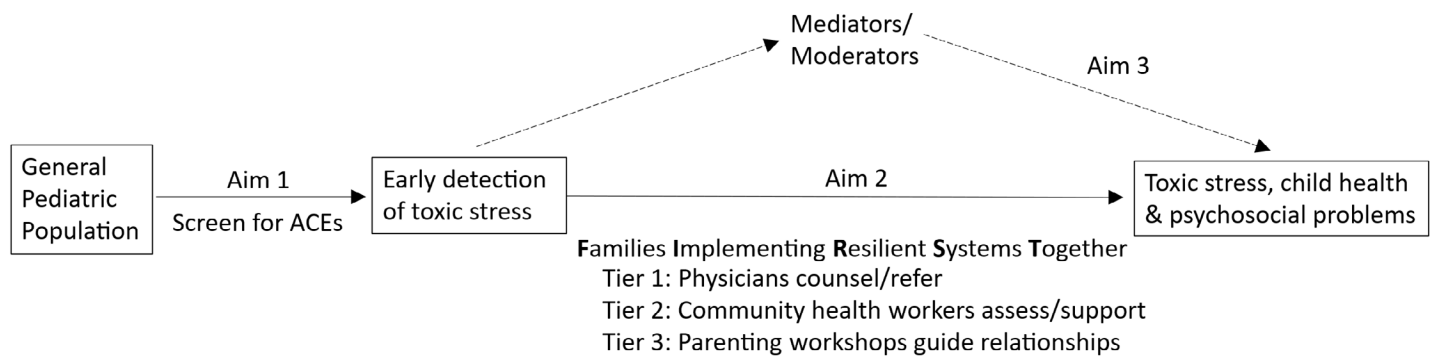 Mediators/
Moderators
Aim 3
General
Pediatric
Population
Aim 1
Screen for ACEs
Early detection
of toxic stress
Aim 2
Toxic stress, child health
& psychosocial problems
Families Implementing Resilient Systems Together
Tier 1: Physicians counsel/refer
Tier 2: Community health workers assess/support
Tier 3: Parenting workshops guide relationships